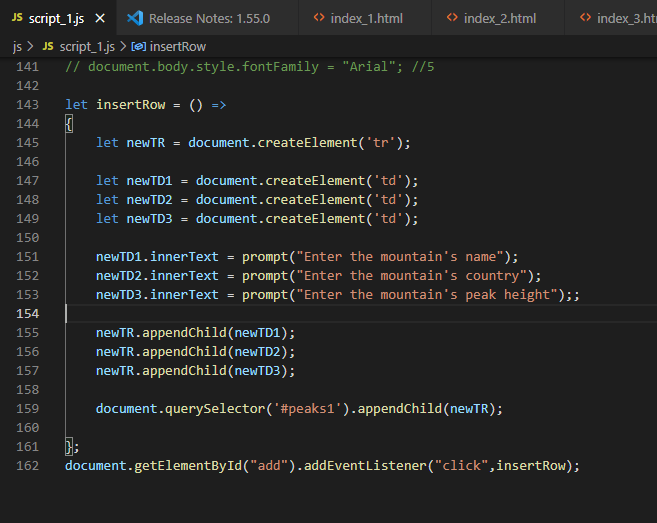 JS script_1.js × Release Notes: 1.55.0 <> index_1.html <> index_2.html <> index_3.h
js > JS script_1.js > insertRow
141 // document.body.style.fontFamily = "Arial"; //5
142
143 let insertRow = () =>
144 {
145     let newTR = document.createElement('tr');
146
147     let newTD1 = document.createElement('td');
148     let newTD2 = document.createElement('td');
149     let newTD3 = document.createElement('td');
150
151     newTD1.innerText = prompt("Enter the mountain's name");
152     newTD2.innerText = prompt("Enter the mountain's country");
153     newTD3.innerText = prompt("Enter the mountain's peak height");;
154
155     newTR.appendChild(newTD1);
156     newTR.appendChild(newTD2);
157     newTR.appendChild(newTD3);
158
159     document.querySelector('#peaks1').appendChild(newTR);
160
161 };
162 document.getElementById("add").addEventListener("click",insertRow);